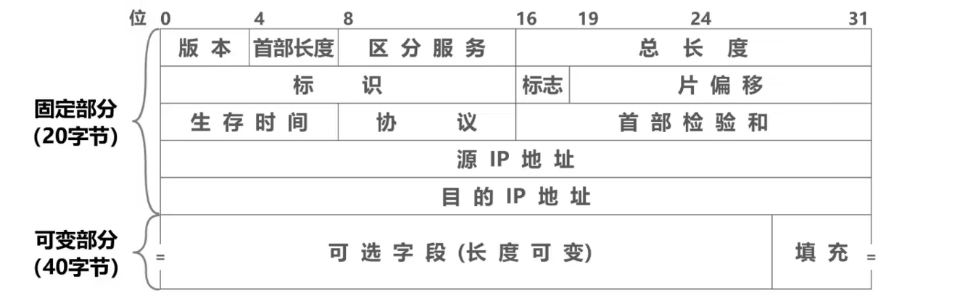 位 0 4 8 16 19 24 31
版本 首部长度 区分服务 总长度
标识 标志 片偏移
固定部分
(20字节)
生存时间 协议 首部检验和
源 IP 地址
目的 IP 地址
可变部分
(40字节)
可选字段 (长度可变) 填充